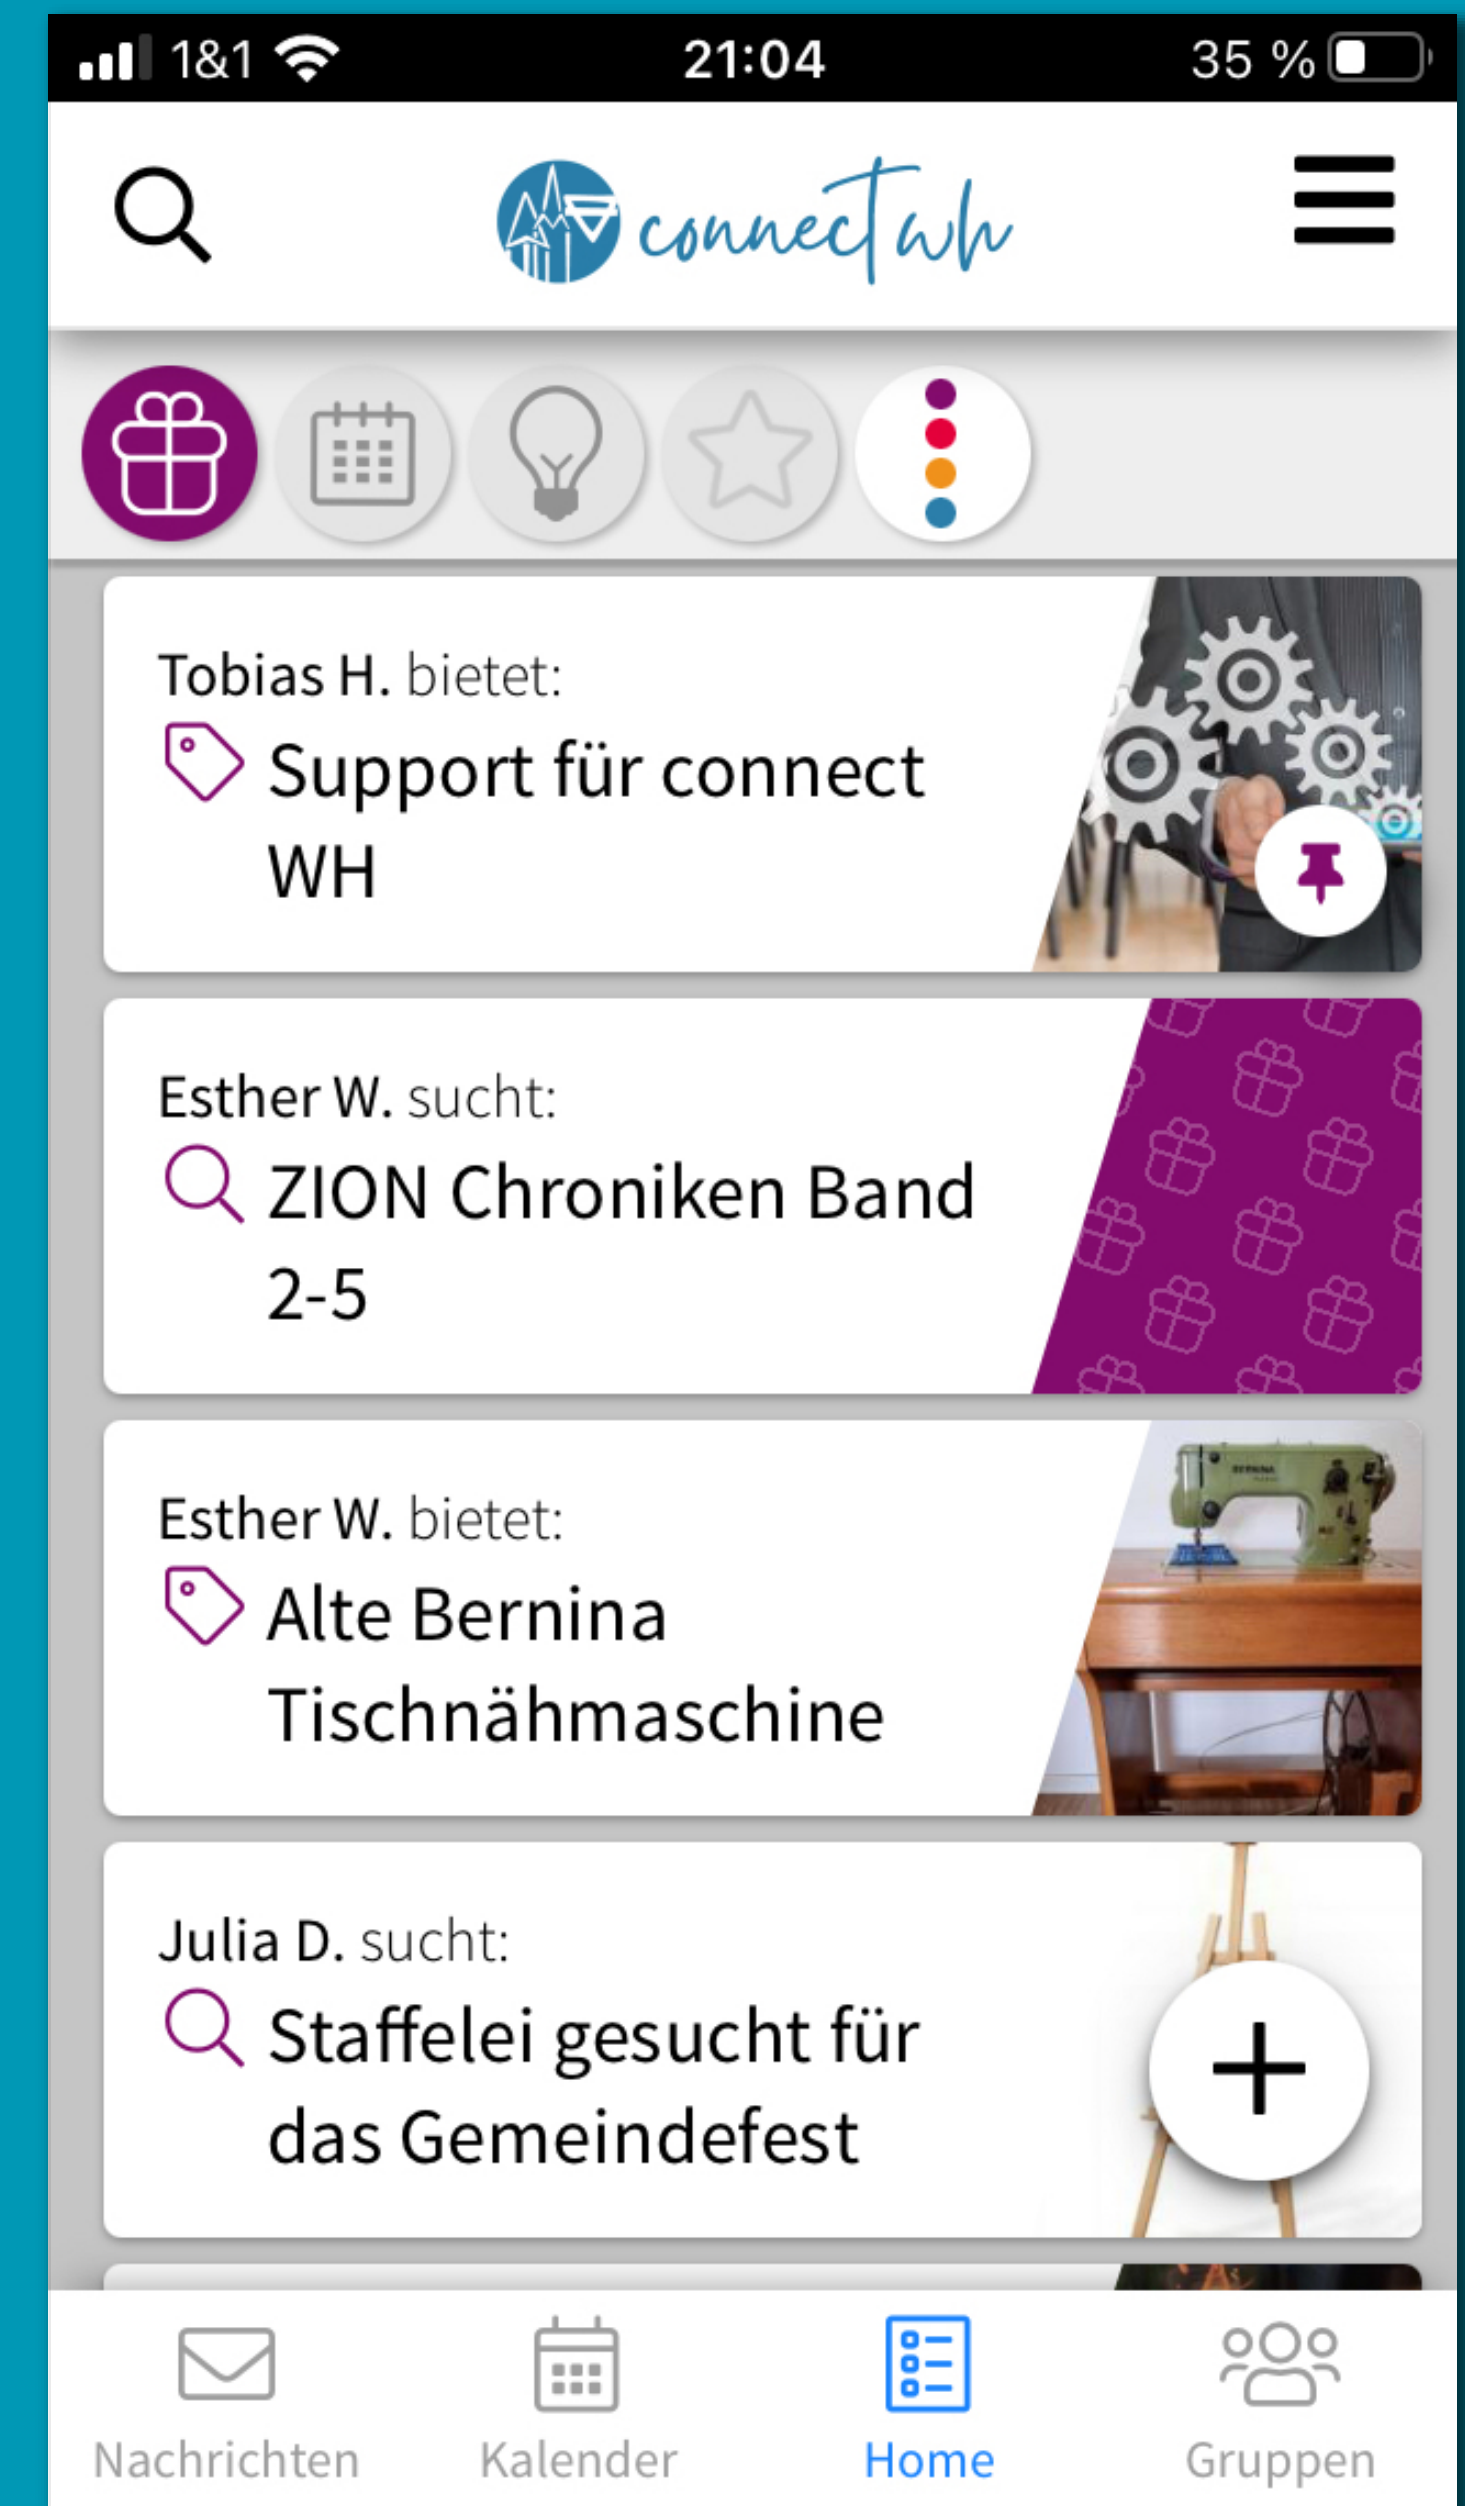 1&1 21:04 35 %
connect wh
Tobias H. bietet:
Support für connect
WH
Esther W. sucht:
ZION Chroniken Band
2-5
Esther W. bietet:
BERNINA
Alte Bernina
Tischnähmaschine
Julia D. sucht:
Staffelei gesucht für
das Gemeindefest
Nachrichten Kalender Home Gruppen